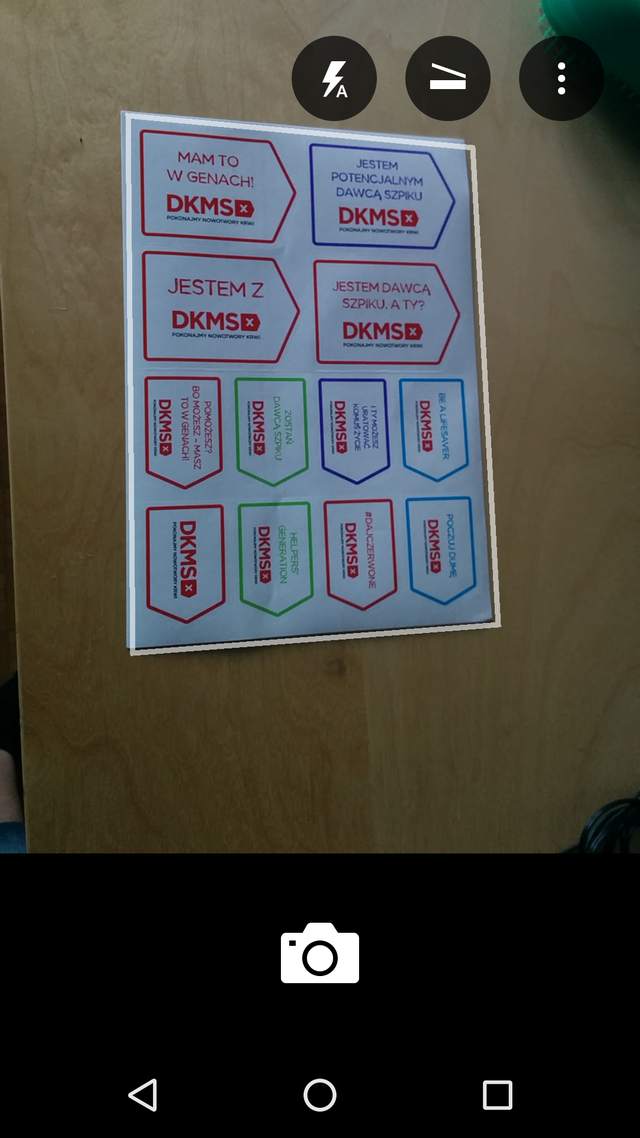 A
MAM TO
W GENACH!
DKMS
POKONAJMY NOWOTWORY KRWI
JESTEM
POTENCJALNYM
DAWCĄ SZPIKU
DKMS
POKONAJMY NOWOTWORY KRWI
JESTEM Z
DKMS
POKONAJMY NOWOTWORY KRWI
JESTEM DAWCĄ
SZPIKU. A TY?
DKMS
POKONAJMY NOWOTWORY KRWI
POMOŻESZ?
BO MOŻESZ - MASZ
TO W GENACH!
DKMS
ZOSTAŃ
DAWCĄ SZPIKU
DKMS
I TY MOŻESZ
URATOWAĆ
KOMUŚ ŻYCIE
DKMS
BE A LIFESAVER
DKMS
DKMS
POKONAJMY NOWOTWORY KRWI
HELPERS'
GENERATION
DKMS
#DAJCZERWONE
DKMS
POCZUJ DUMĘ
DKMS